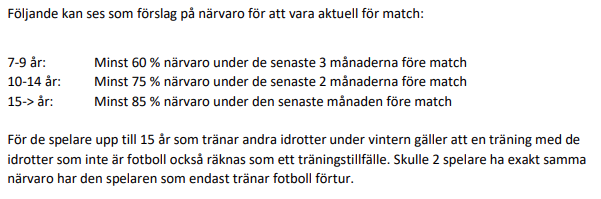 Följande kan ses som förslag på närvaro för att vara aktuell för match:
7-9 år: Minst 60 % närvaro under de senaste 3 månaderna före match
10-14 år: Minst 75 % närvaro under de senaste 2 månaderna före match
15-> år: Minst 85 % närvaro under den senaste månaden före match
För de spelare upp till 15 år som tränar andra idrotter under vintern gäller att en träning med de
idrotter som inte är fotboll också räknas som ett träningstillfälle. Skulle 2 spelare ha exakt samma
närvaro har den spelaren som endast tränar fotboll förtur.